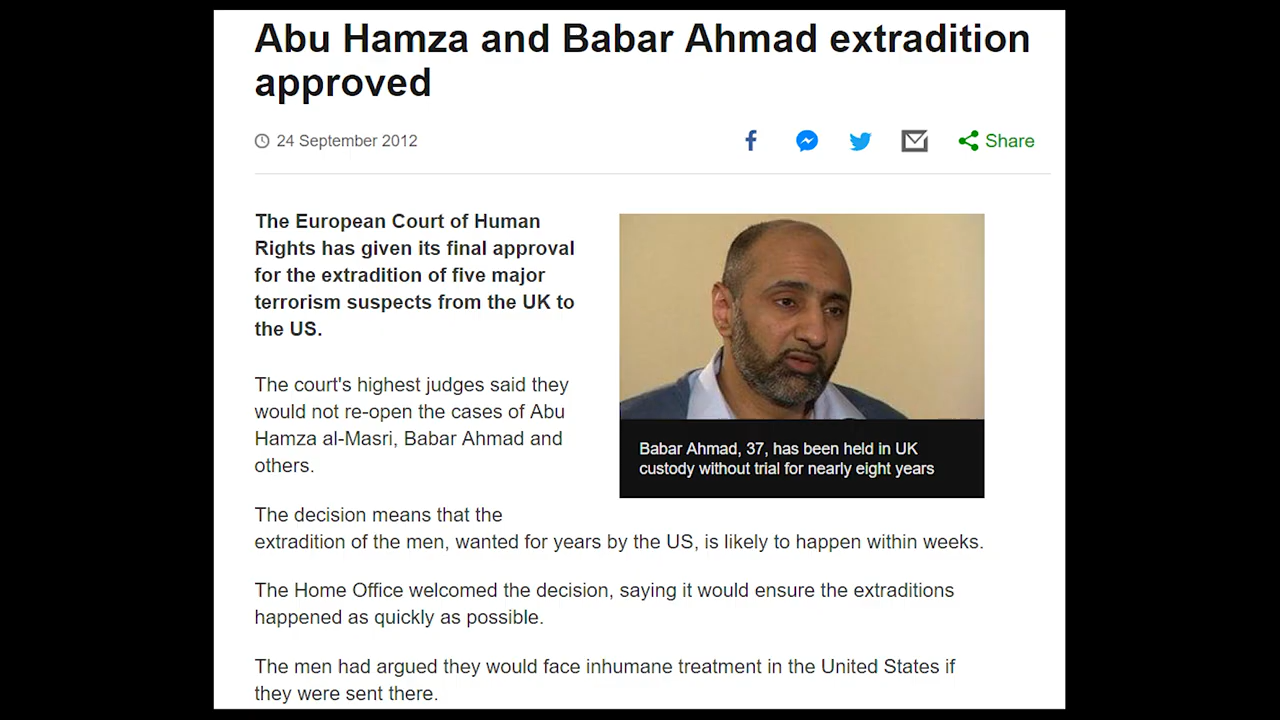 Abu Hamza and Babar Ahmad extradition
approved
24 September 2012
Share
The European Court of Human
Rights has given its final approval
for the extradition of five major
terrorism suspects from the UK to
the US.
Babar Ahmad, 37, has been held in UK
custody without trial for nearly eight years
The court's highest judges said they
would not re-open the cases of Abu
Hamza al-Masri, Babar Ahmad and
others.
The decision means that the
extradition of the men, wanted for years by the US, is likely to happen within weeks.
The Home Office welcomed the decision, saying it would ensure the extraditions
happened as quickly as possible.
The men had argued they would face inhumane treatment in the United States if
they were sent there.